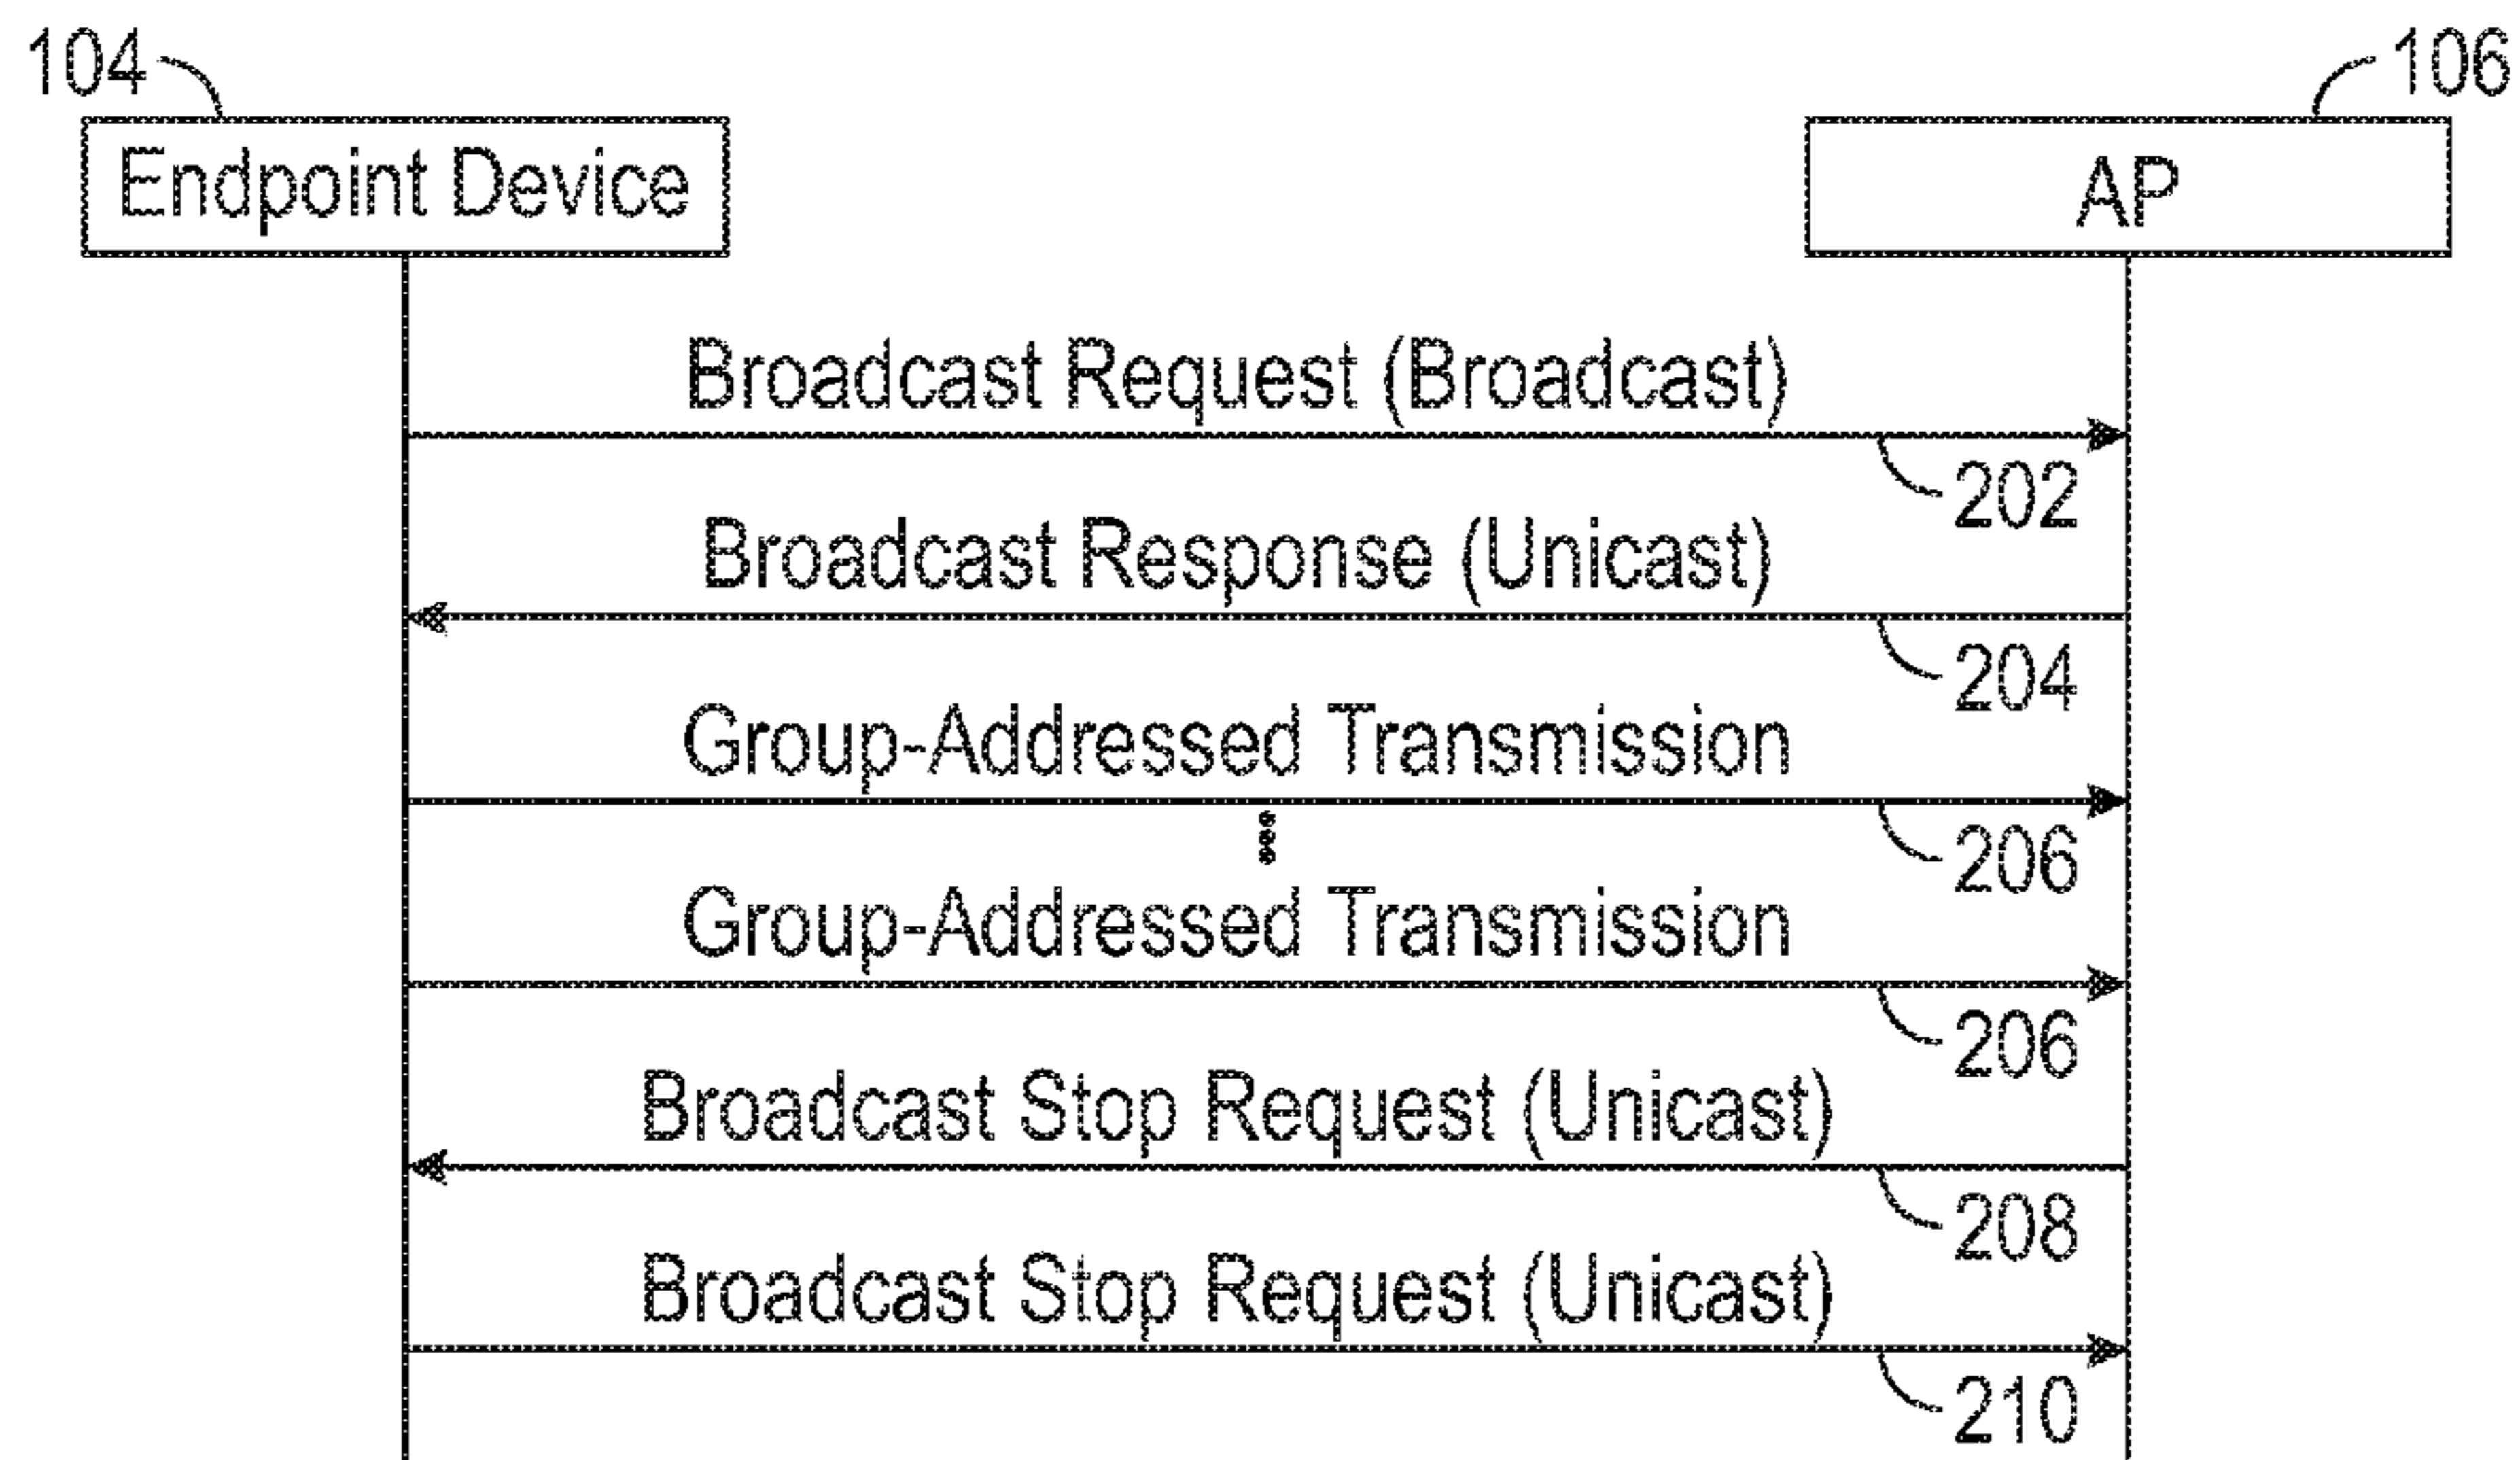 104
106
Endpoint Device
AP
Broadcast Request (Broadcast)
202
Broadcast Response (Unicast)
204
Group-Addressed Transmission
206
Group-Addressed Transmission
206
Broadcast Stop Request (Unicast)
208
Broadcast Stop Request (Unicast)
210